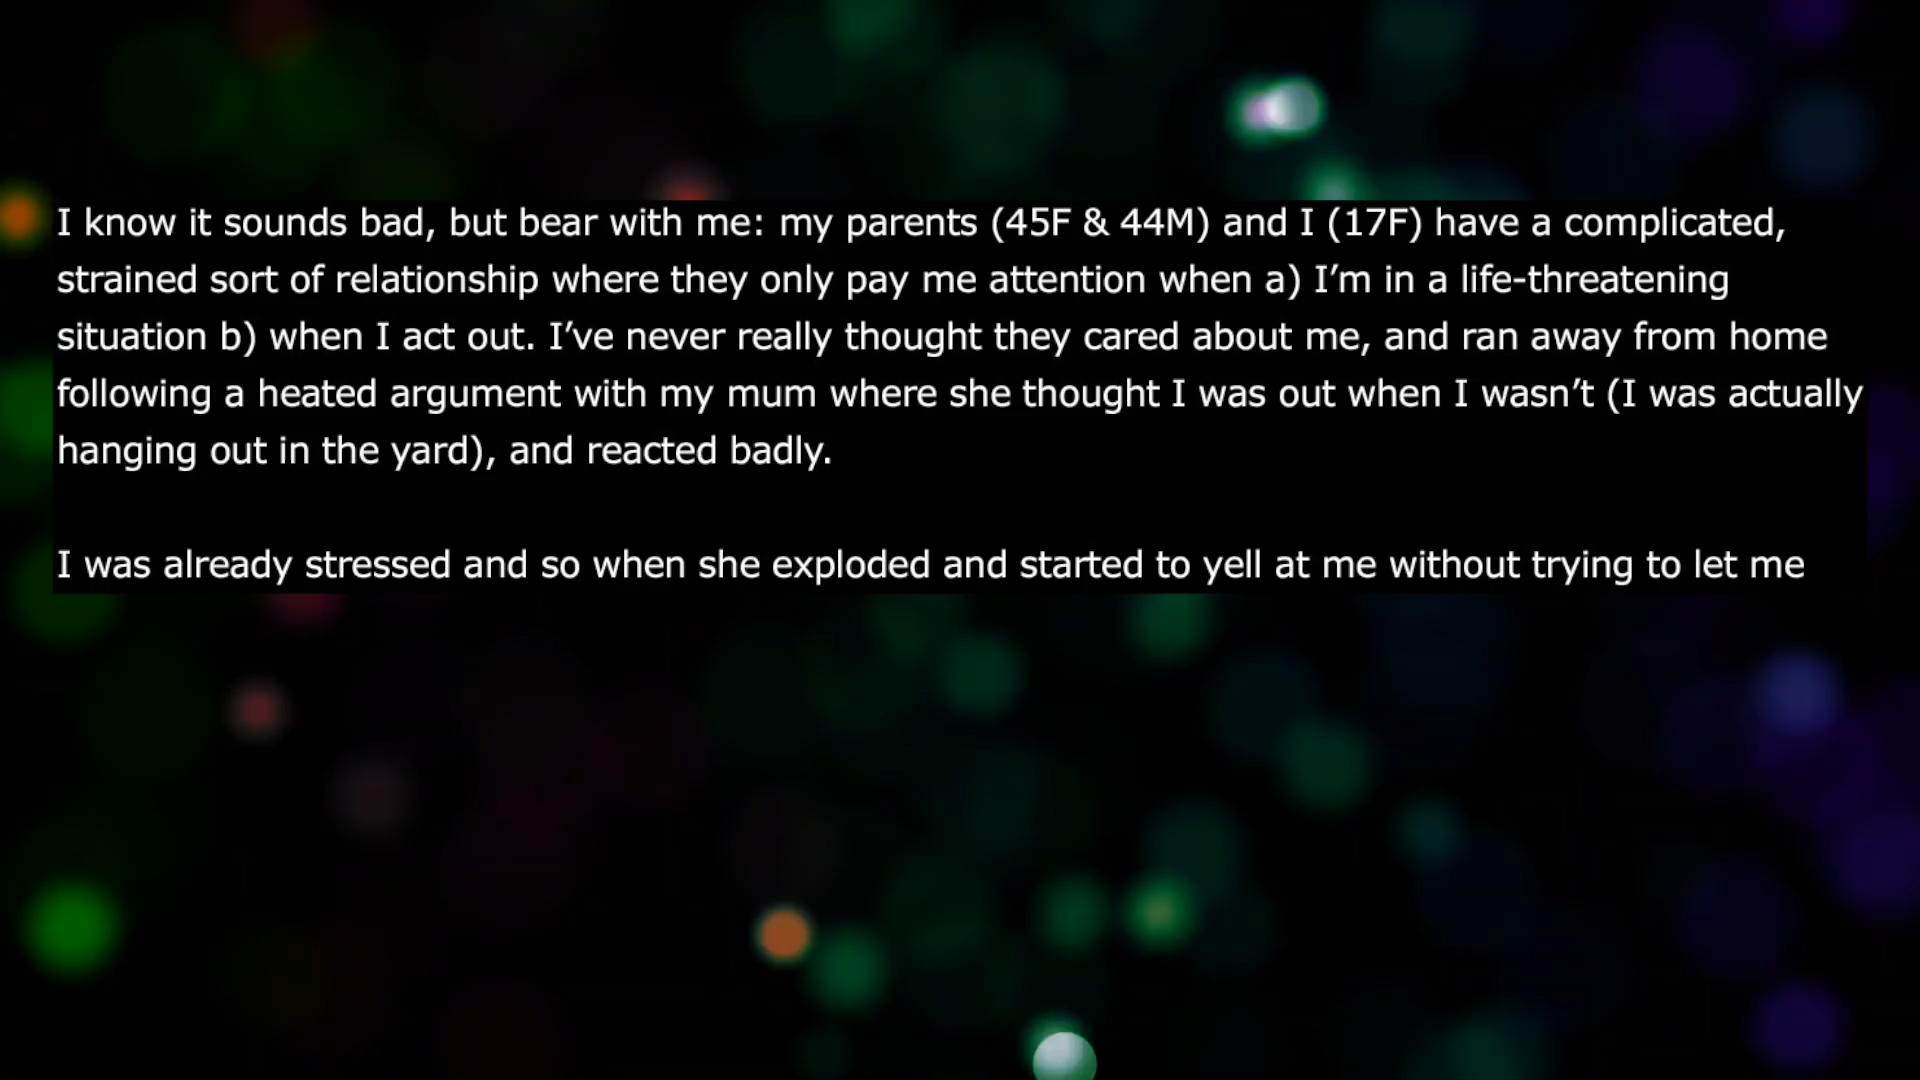 I know it sounds bad, but bear with me: my parents (45F & 44M) and I (17F) have a complicated,
strained sort of relationship where they only pay me attention when a) I’m in a life-threatening
situation b) when I act out. I’ve never really thought they cared about me, and ran away from home
following a heated argument with my mum where she thought I was out when I wasn’t (I was actually
hanging out in the yard), and reacted badly.
I was already stressed and so when she exploded and started to yell at me without trying to let me